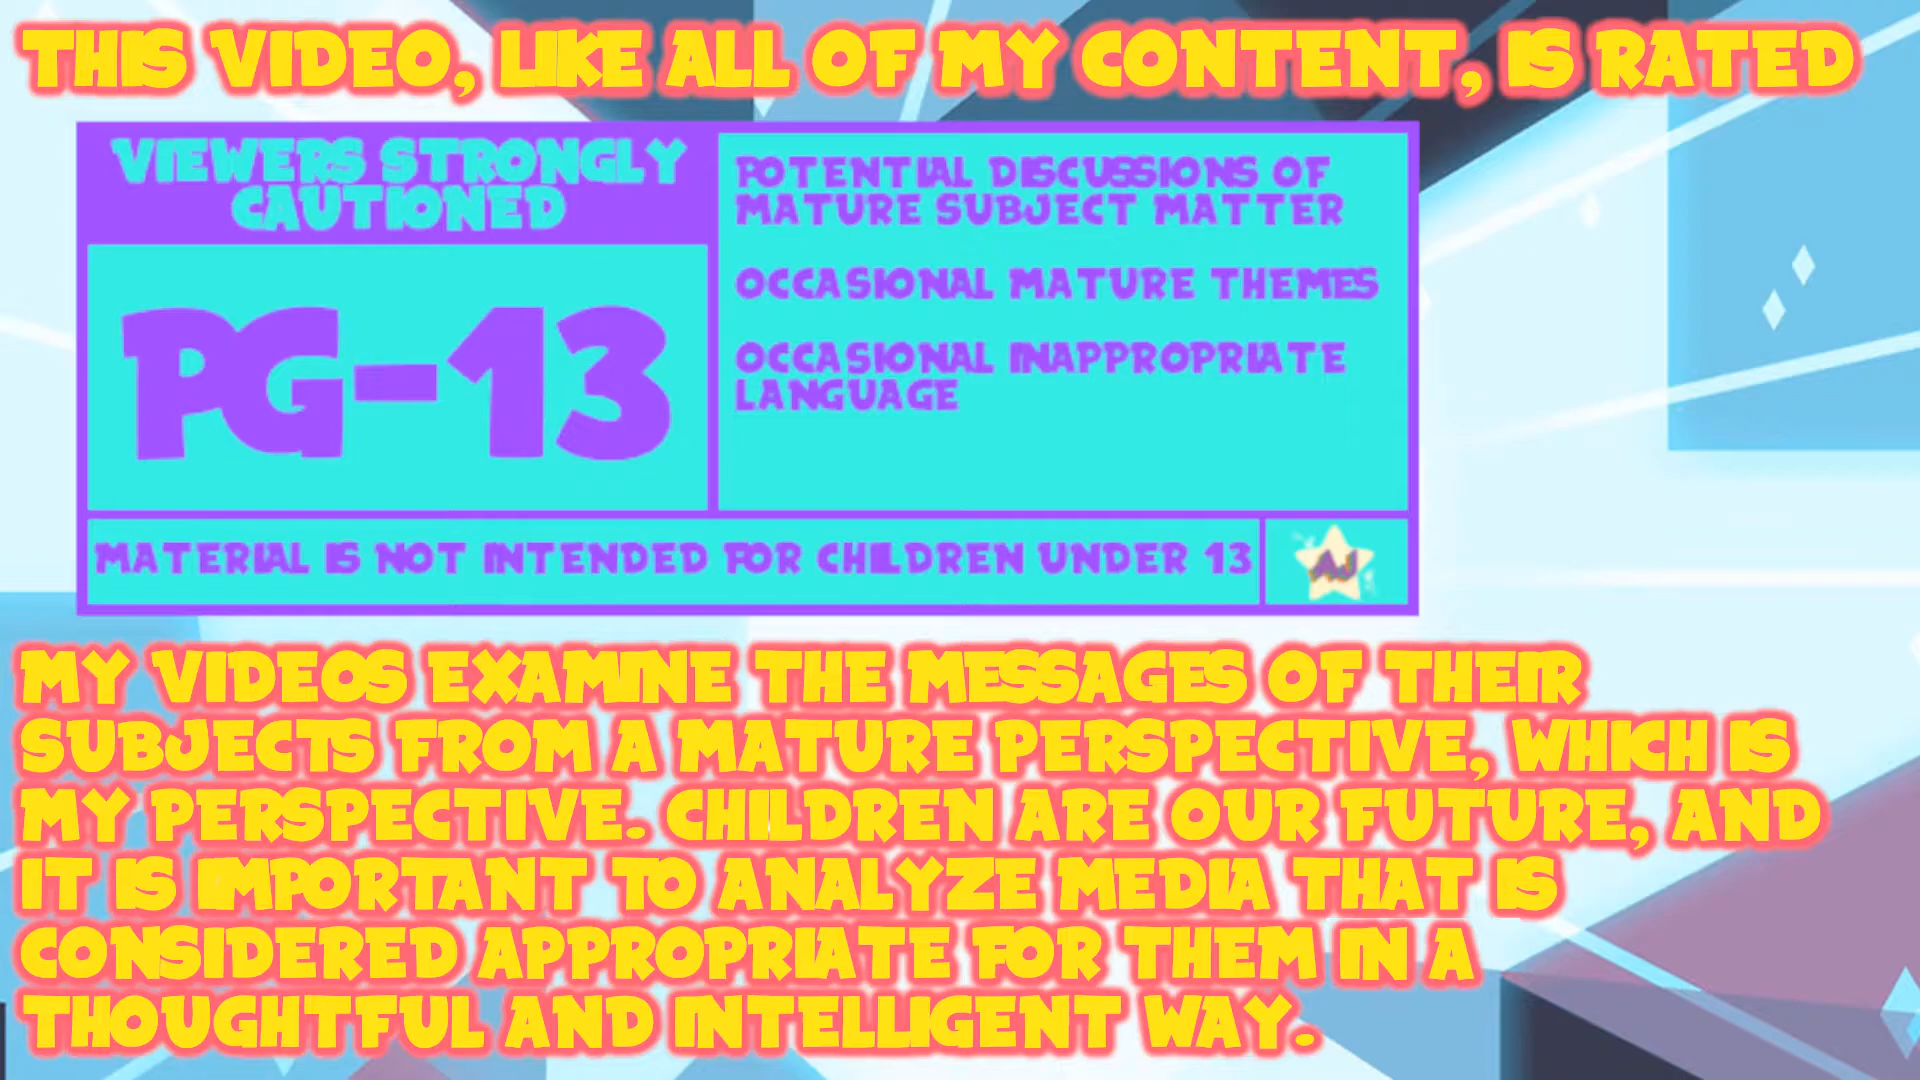 THIS VIDEO, LIKE ALL OF MY CONTENT, IS RATED
VIEWERS STRONGLY
CAUTIONED
PG-13
POTENTIAL DISCUSSIONS OF
MATURE SUBJECT MATTER
OCCASIONAL MATURE THEMES
OCCASIONAL INAPPROPRIATE
LANGUAGE
MATERIAL IS NOT INTENDED FOR CHILDREN UNDER 13
AJ
MY VIDEOS EXAMINE THE MESSAGES OF THEIR
SUBJECTS FROM A MATURE PERSPECTIVE, WHICH IS
MY PERSPECTIVE. CHILDREN ARE OUR FUTURE, AND
IT IS IMPORTANT TO ANALYZE MEDIA THAT IS
CONSIDERED APPROPRIATE FOR THEM IN A
THOUGHTFUL AND INTELLIGENT WAY.